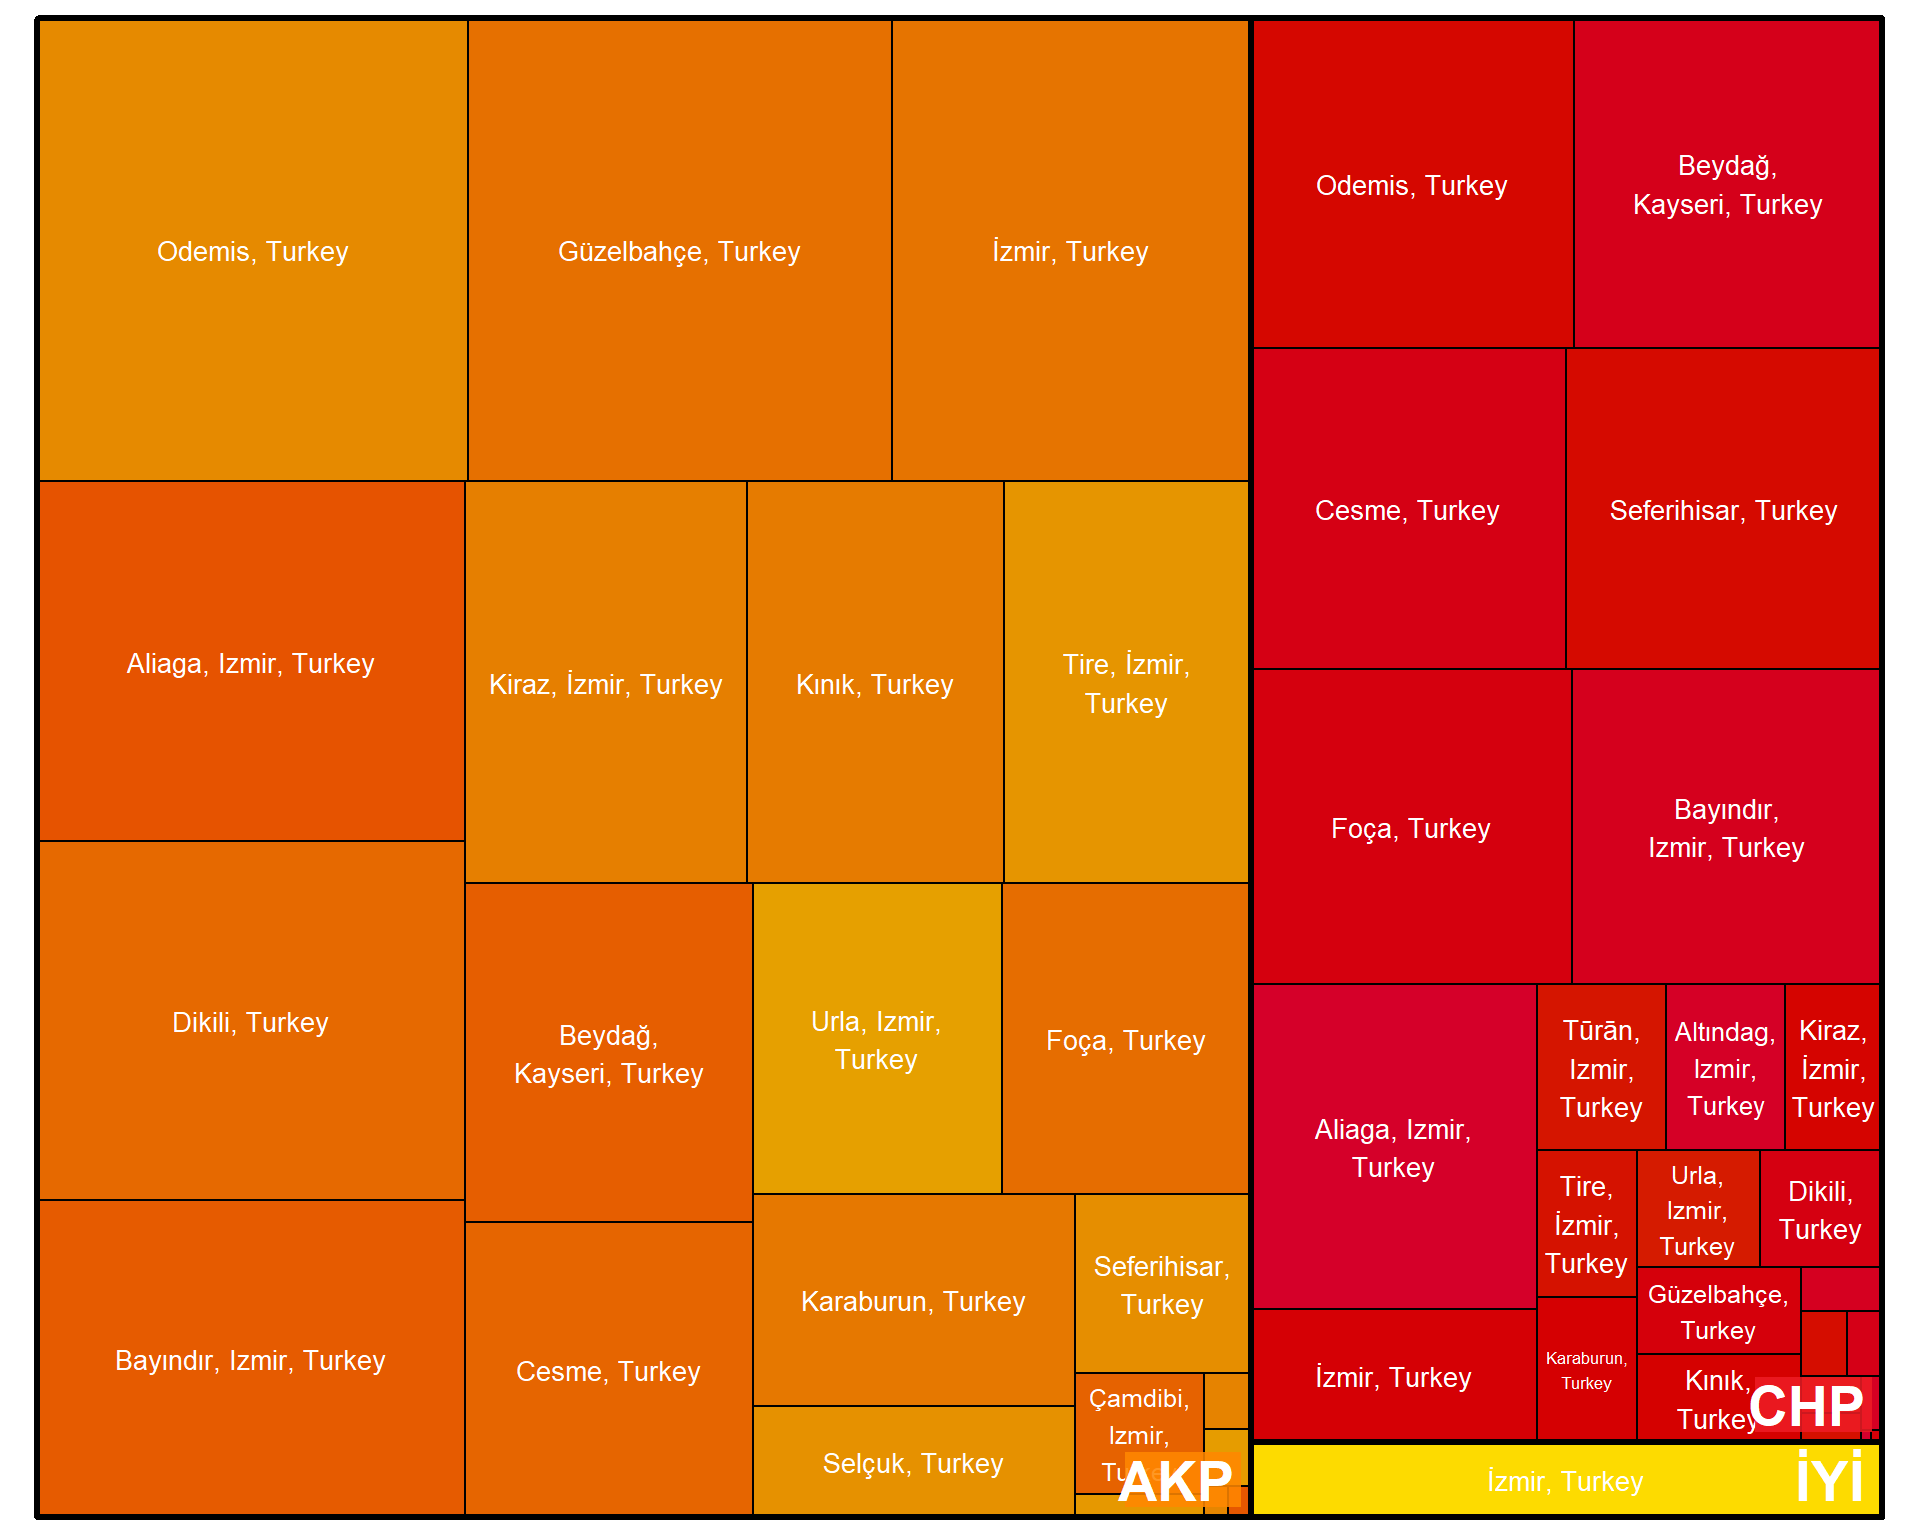 Odemis, Turkey
Güzelbahçe, Turkey
İzmir, Turkey
Aliaga, Izmir, Turkey
Kiraz, İzmir, Turkey
Kınık, Turkey
Tire, İzmir,
Turkey
Dikili, Turkey
Beydağ,
Kayseri, Turkey
Urla, Izmir,
Turkey
Foça, Turkey
Bayındır, Izmir, Turkey
Cesme, Turkey
Karaburun, Turkey
Seferihisar,
Turkey
Selçuk, Turkey
Çamdibi,
Izmir,
AKP
Odemis, Turkey
Beydağ,
Kayseri, Turkey
Cesme, Turkey
Seferihisar, Turkey
Foça, Turkey
Bayındır,
Izmir, Turkey
Aliaga, Izmir,
Turkey
Tūrān,
Izmir,
Turkey
Altındag,
Izmir,
Turkey
Kiraz,
İzmir,
Turkey
Tire,
İzmir,
Turkey
Urla,
Izmir,
Turkey
Dikili,
Turkey
Güzelbahçe,
Turkey
İzmir, Turkey
Karaburun,
Turkey
Kınık,
Turkey
CHP
İzmir, Turkey
İYİ